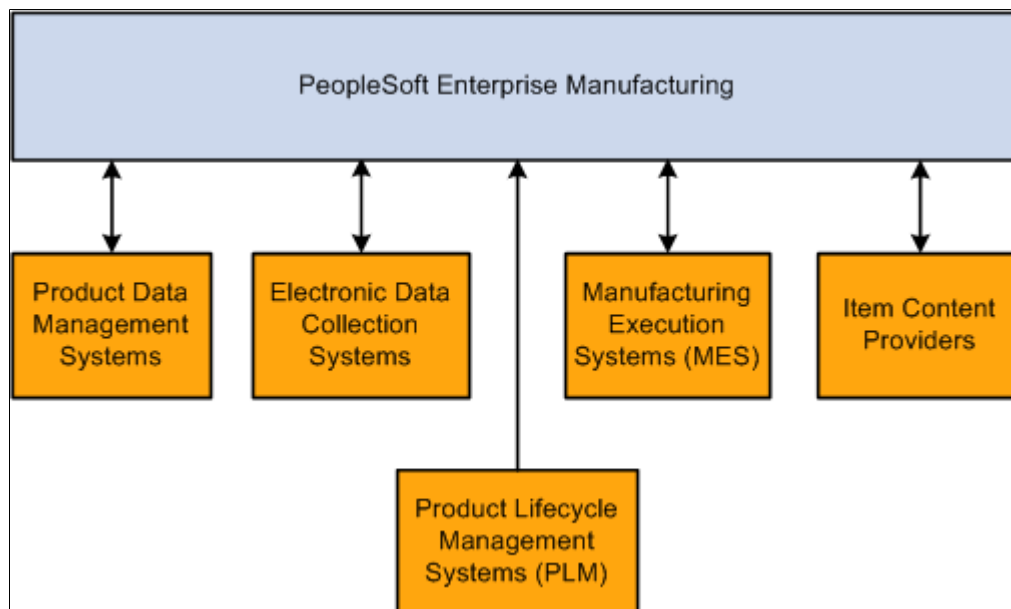 PeopleSoft Enterprise Manufacturing
Product Data
Management
Systems
Electronic Data
Collection
Systems
Manufacturing
Execution
Systems (MES)
Item Content
Providers
Product Lifecycle
Management
Systems (PLM)